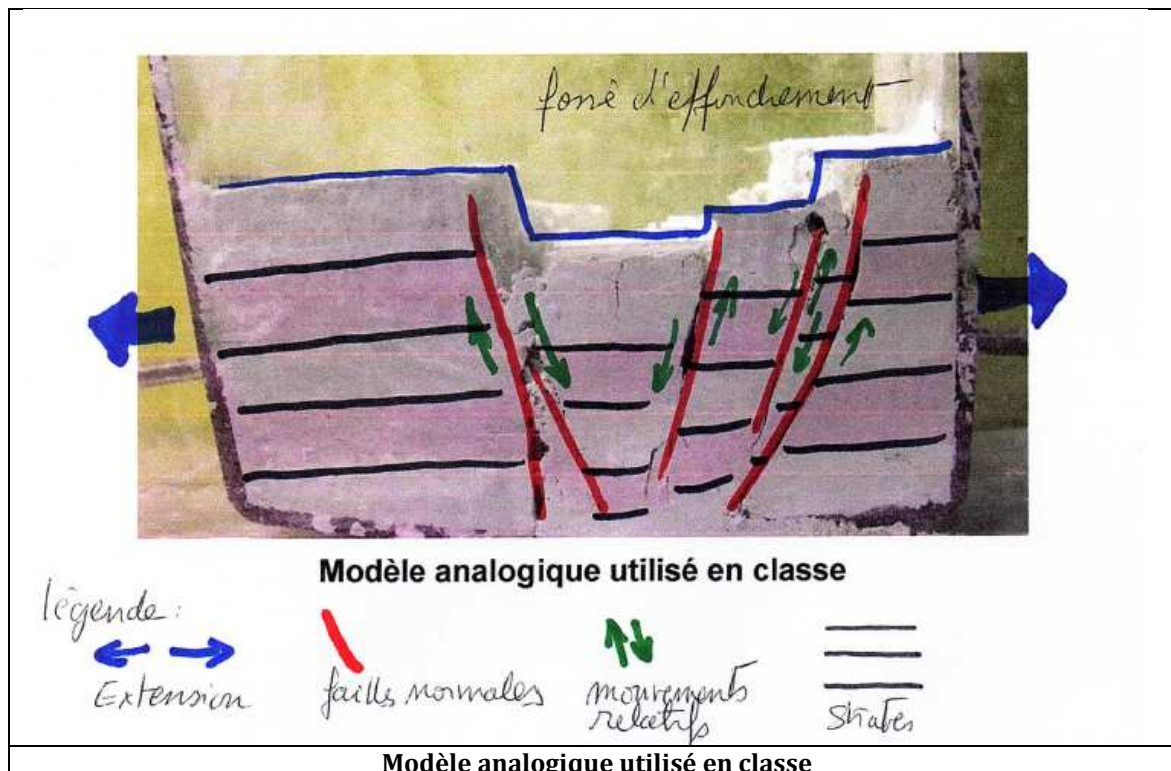 fossé d'effondrement
Modèle analogique utilisé en classe
légende :
Extension
failles normales
mouvements
relatifs
Strates
Modèle analogique utilisé en classe